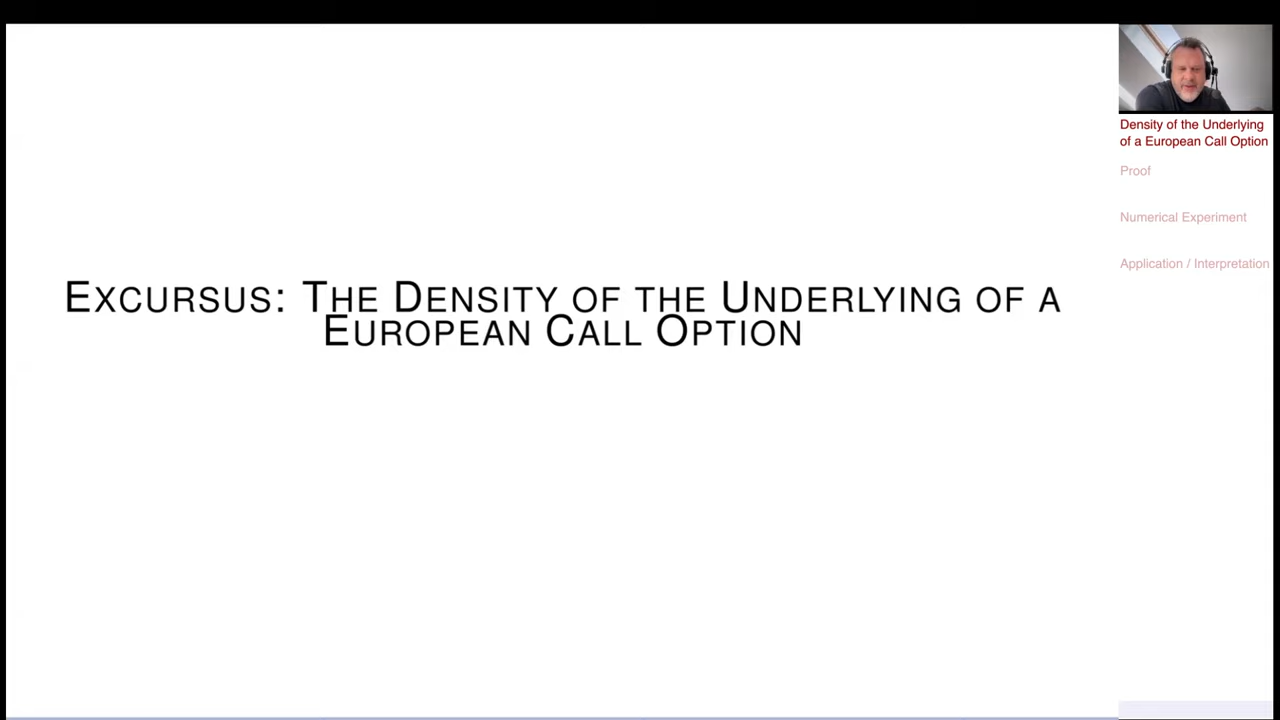 EXCURSUS: THE DENSITY OF THE UNDERLYING OF A
EUROPEAN CALL OPTION
Density of the Underlying
of a European Call Option
Proof
Numerical Experiment
Application / Interpretation